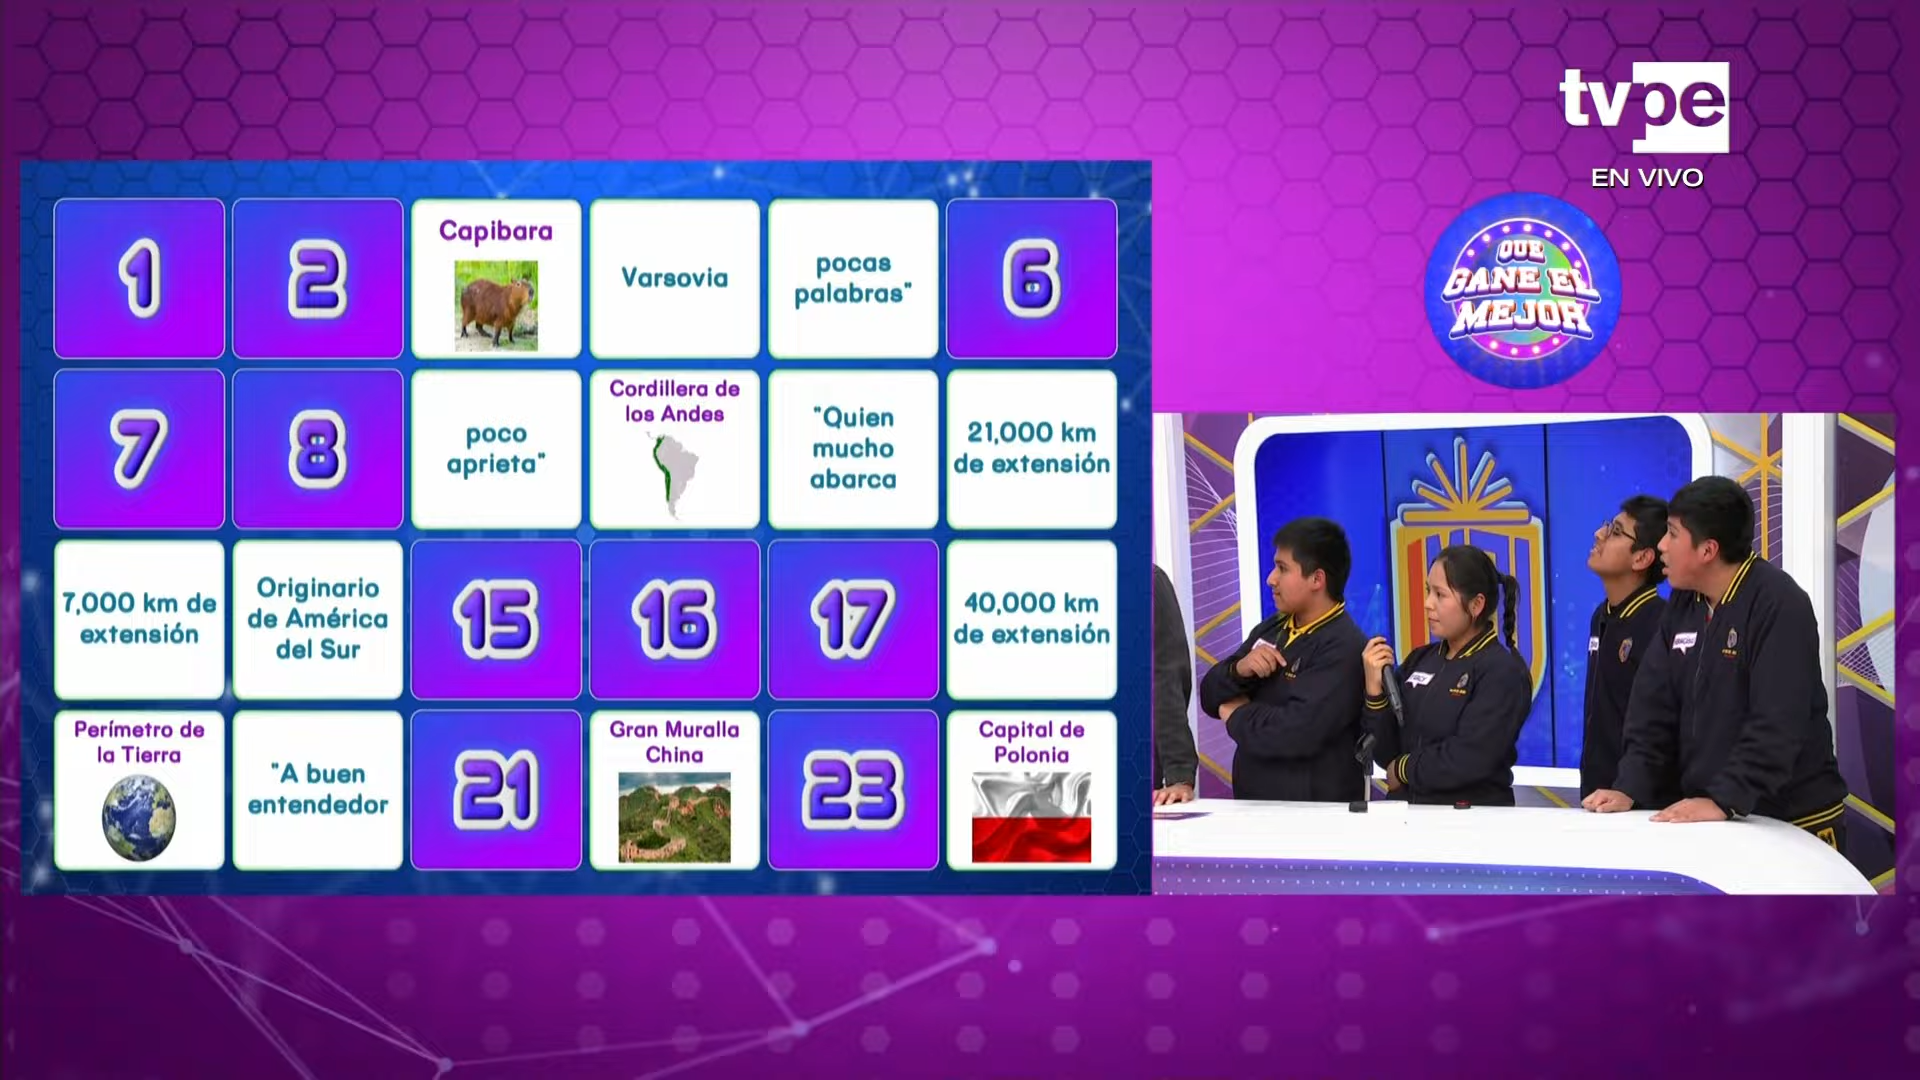 tvpe
EN VIVO
QUE
GANE EL
MEJOR
1
2
Capibara
Varsovia
pocas
palabras"
6
7
8
poco
aprieta"
Cordillera de
los Andes
"Quien
mucho
abarca
21,000 km
de extensión
7,000 km de
extensión
Originario
de América
del Sur
15
16
17
40,000 km
de extensión
Perímetro de
la Tierra
"A buen
entendedor
21
Gran Muralla
China
23
Capital de
Polonia